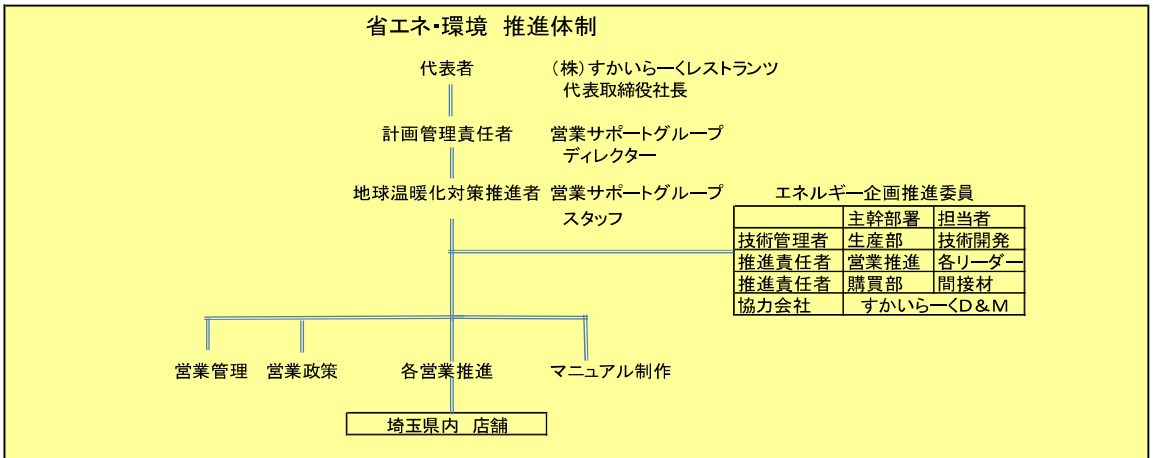 省エネ・環境 推進体制
代表者 （株）すかいらーくレストランツ
代表取締役社長
計画管理責任者 営業サポートグループ
ディレクター
地球温暖化対策推進者 営業サポートグループ
スタッフ
エネルギー企画推進委員
主幹部署 担当者
技術管理者 生産部 技術開発
推進責任者 営業推進 各リーダー
推進責任者 購買部 間接材
協力会社 すかいらーくD＆M
営業管理 営業政策 各営業推進 マニュアル制作
埼玉県内 店舗